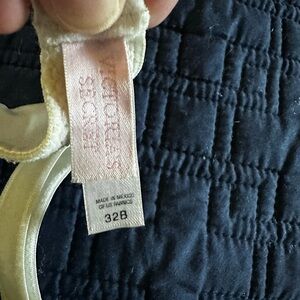 VICTORIA'S
SECRET
MADE IN MEXICO
OF US FABRICS
32B